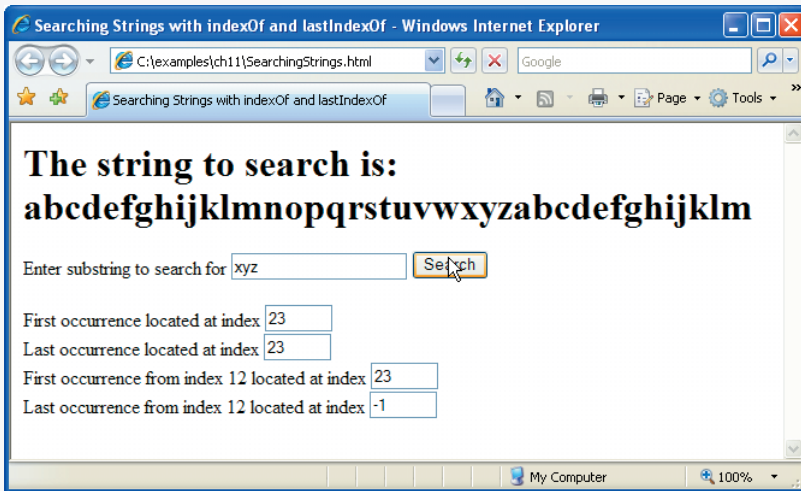 Searching Strings with indexOf and lastIndexOf - Windows Internet Explorer
C:\examples\ch11\SearchingStrings.html
Google
Searching Strings with indexOf and lastIndexOf
Page
Tools
»
The string to search is:
abcdefghijklmnopqrstuvwxyzabcdefghijklm
Enter substring to search for xyz Search
First occurrence located at index 23
Last occurrence located at index 23
First occurrence from index 12 located at index 23
Last occurrence from index 12 located at index -1
My Computer
100%